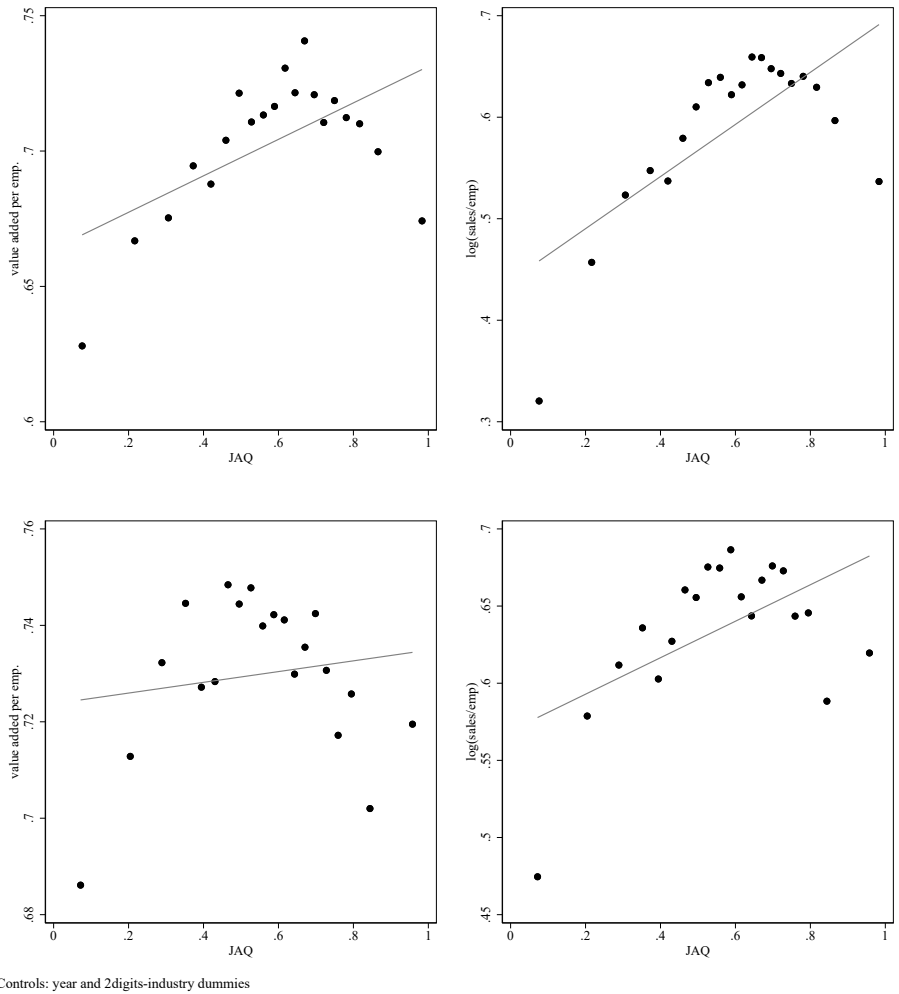 .75
.7
.65
.6
value added per emp.
0 .2 .4 .6 .8 1
JAQ
.7
.6
.5
.4
.3
log(sales/emp)
0 .2 .4 .6 .8 1
JAQ
.76
.74
.72
.7
.68
value added per emp.
0 .2 .4 .6 .8 1
JAQ
.7
.65
.6
.55
.5
.45
log(sales/emp)
0 .2 .4 .6 .8 1
JAQ
Controls: year and 2digits-industry dummies